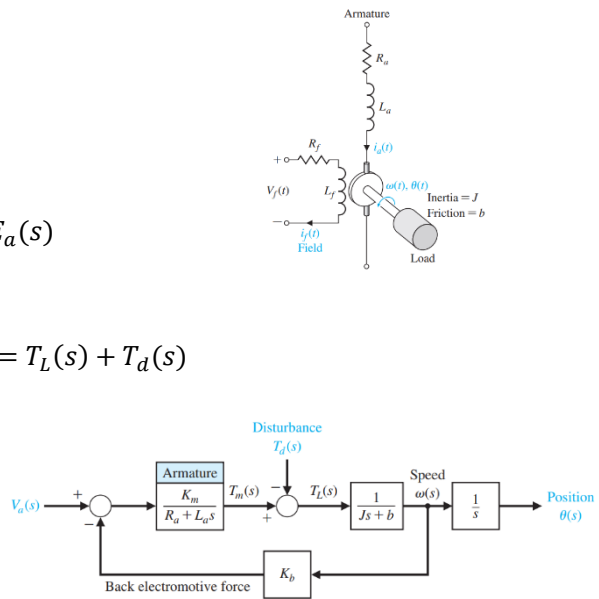 Armature
R_a
L_a
i_a(t)
R_f
+
V_f(t)
L_f
ω(t), θ(t)
Inertia = J
Friction = b
−
i_f(t)
Field
Load
E_a(s)
= T_L(s) + T_d(s)
Disturbance
T_d(s)
Armature
V_a(s)
+
−
K_m
R_a + L_a s
T_m(s)
−
+
T_L(s)
1
Js + b
Speed
ω(s)
1
s
Position
θ(s)
K_b
Back electromotive force